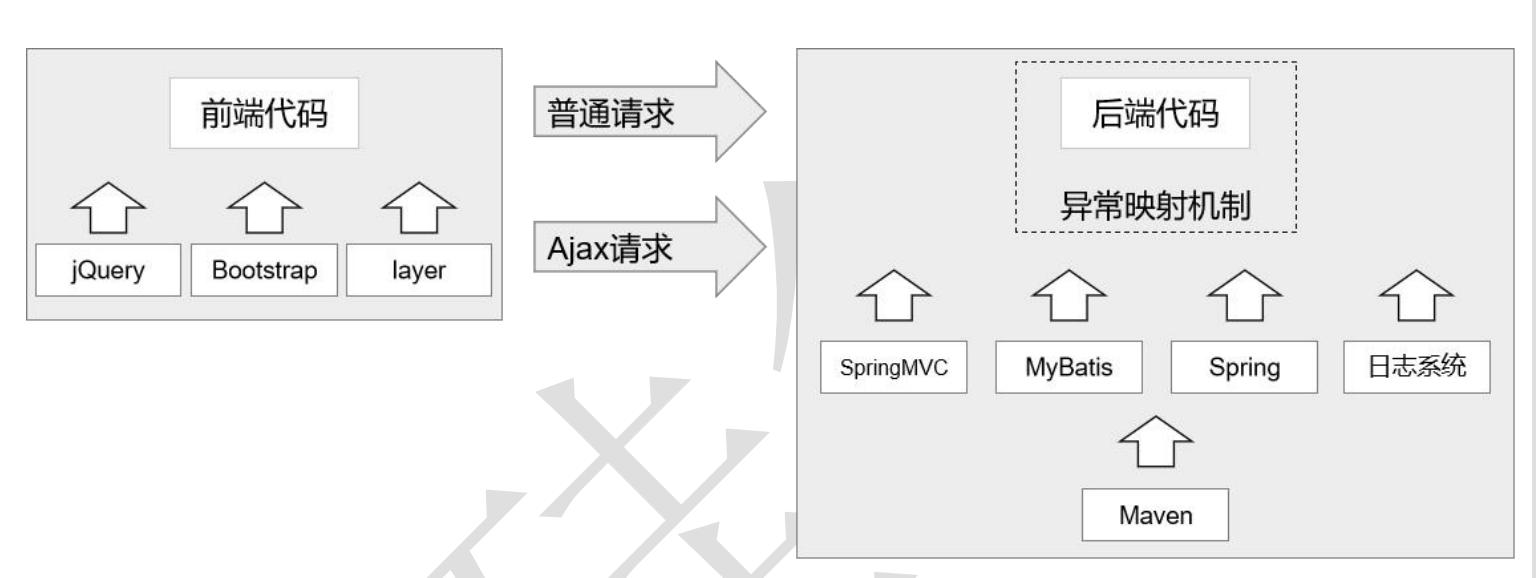 前端代码
jQuery
Bootstrap
layer
普通请求
Ajax请求
后端代码
异常映射机制
SpringMVC
MyBatis
Spring
日志系统
Maven